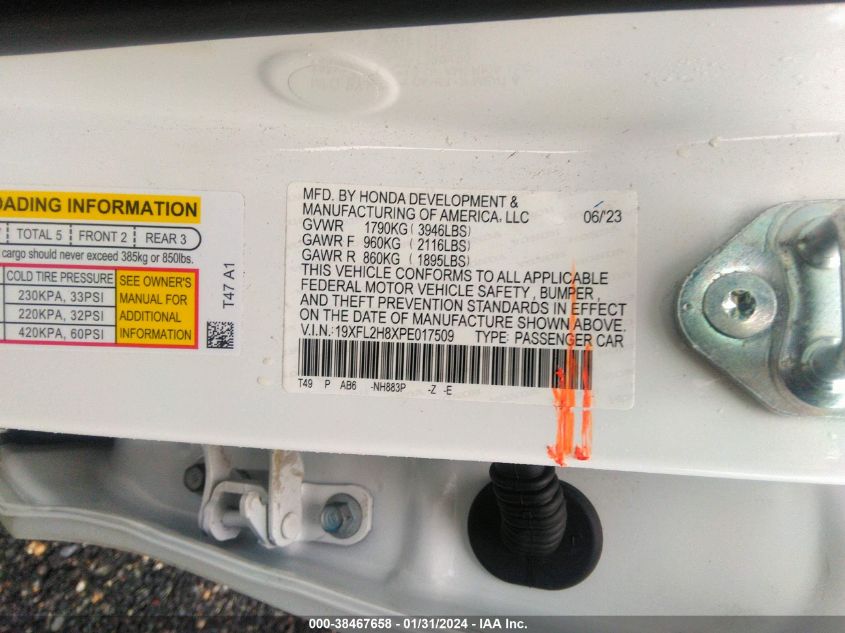 OADING INFORMATION
TOTAL 5 FRONT 2 REAR 3
cargo should never exceed 385kg or 850lbs.
COLD TIRE PRESSURE
230KPA, 33PSI
220KPA, 32PSI
420KPA, 60PSI
SEE OWNER'S
MANUAL FOR
ADDITIONAL
INFORMATION
T47 A1
MFD. BY HONDA DEVELOPMENT &
MANUFACTURING OF AMERICA, LLC 06/23
GVWR 1790KG ( 3946LBS)
GAWR F 960KG ( 2116LBS)
GAWR R 860KG ( 1895LBS)
THIS VEHICLE CONFORMS TO ALL APPLICABLE
FEDERAL MOTOR VEHICLE SAFETY, BUMPER,
AND THEFT PREVENTION STANDARDS IN EFFECT
ON THE DATE OF MANUFACTURE SHOWN ABOVE.
V.I.N.: 19XFL2H8XPE017509 TYPE: PASSENGER CAR
T49 P AB6 -NH883P -Z -E
000-38467658 - 01/31/2024 - IAA Inc.